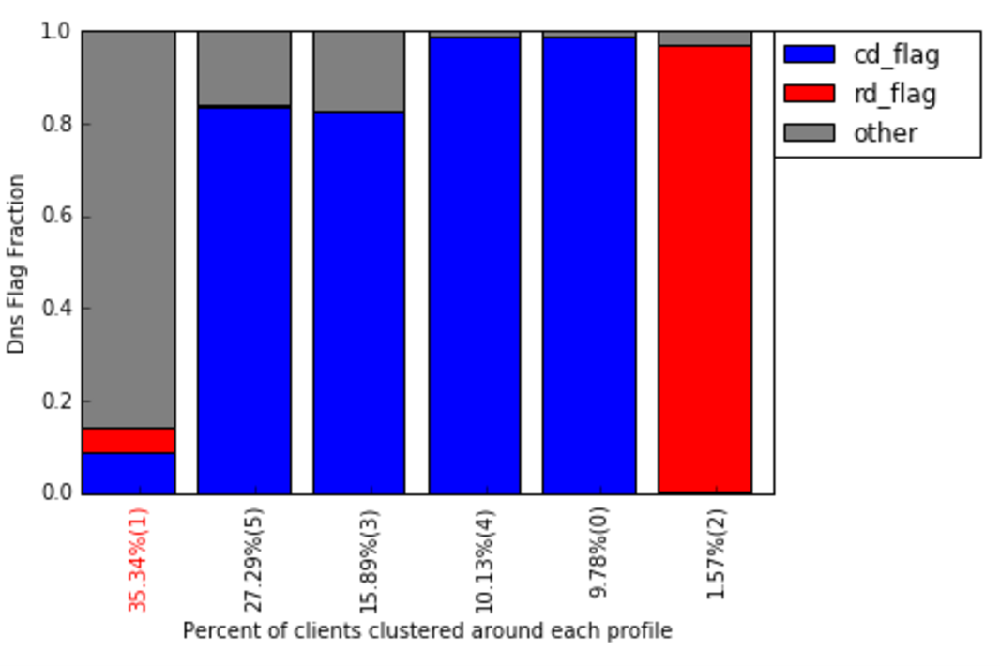 1.0
0.8
0.6
0.4
0.2
0.0
Dns Flag Fraction
cd_flag
rd_flag
other
35.34%(1)
27.29%(5)
15.89%(3)
10.13%(4)
9.78%(0)
1.57%(2)
Percent of clients clustered around each profile